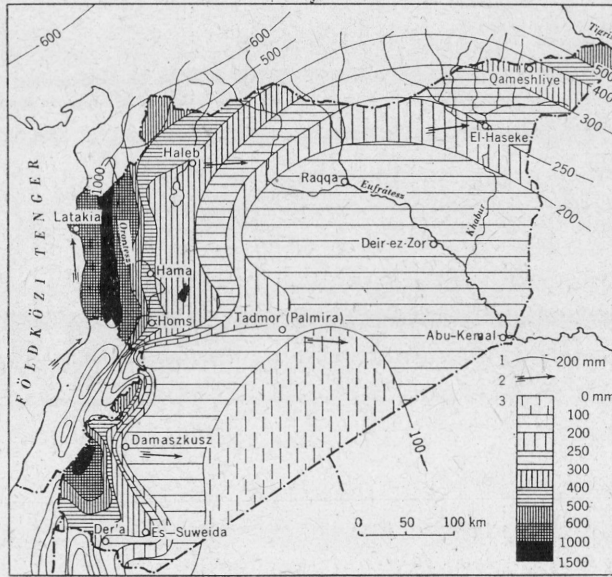 600
600
500
Tigris
500
400
300
250
200
Qameshliye
El-Haseke
1000
Haleb
Raqqa
Eufrátesz
Khabur
Latakia
Orontesz
Deir-ez-Zor
FÖLDKÖZI TENGER
Hama
Homs
Tadmor (Palmira)
Abu-Kemal
1 200 mm
2
3 0 mm
100
200
250
300
400
500
600
1000
1500
100
Damaszkusz
Der'a
Es-Suweida
0 50 100 km